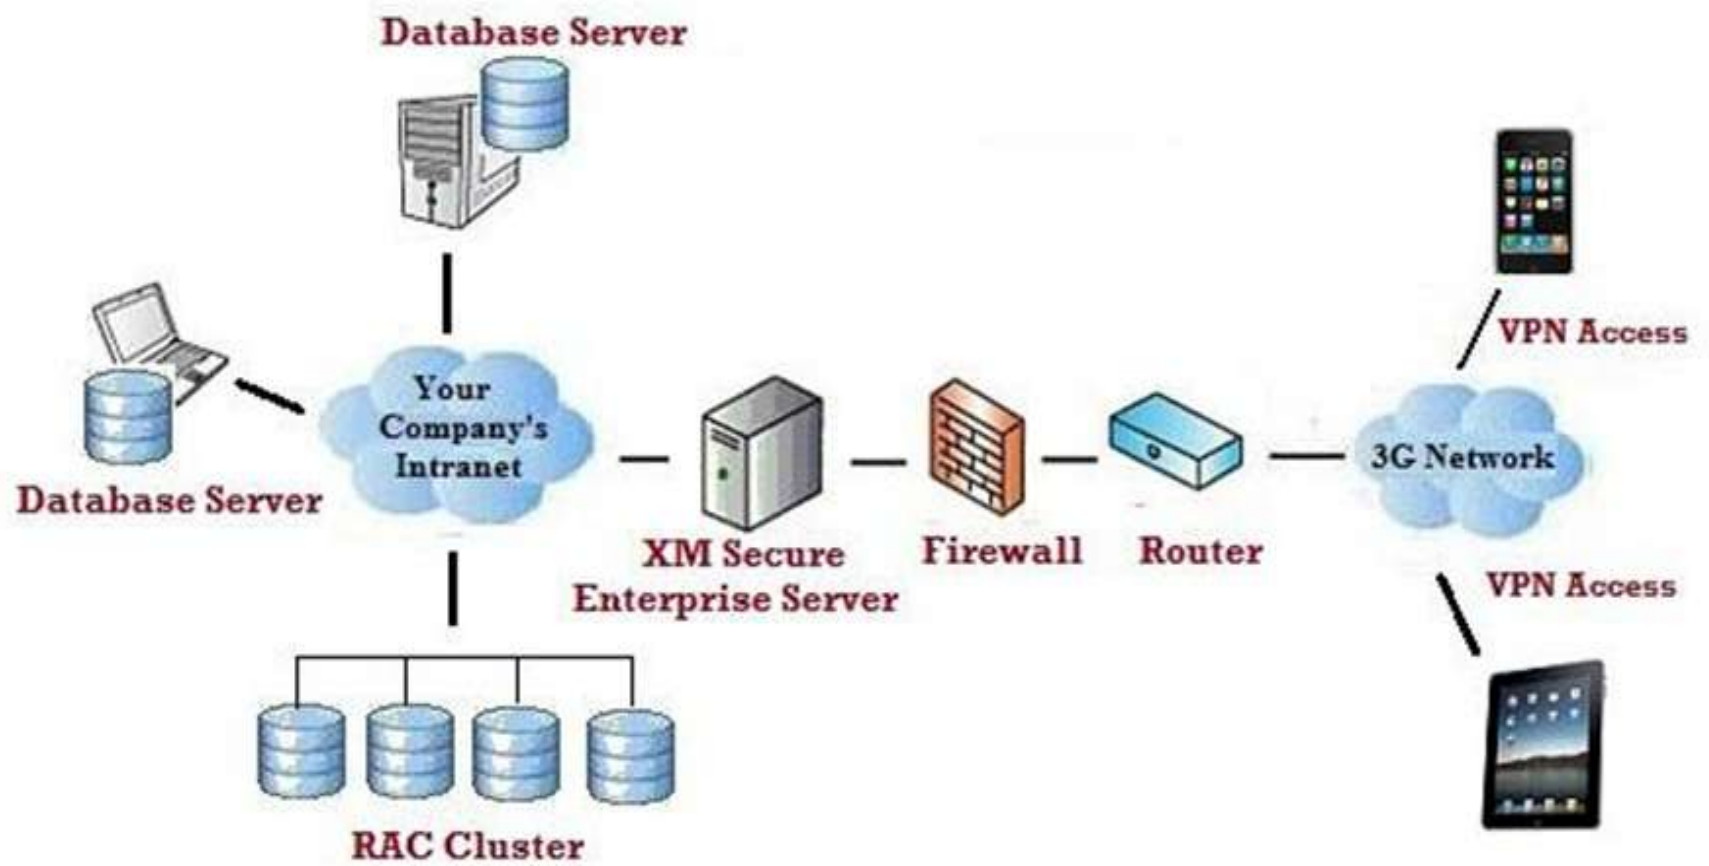 Database Server
VPN Access
Your
Company's
Intranet
3G Network
Database Server
XM Secure
Enterprise Server
Firewall
Router
VPN Access
RAC Cluster